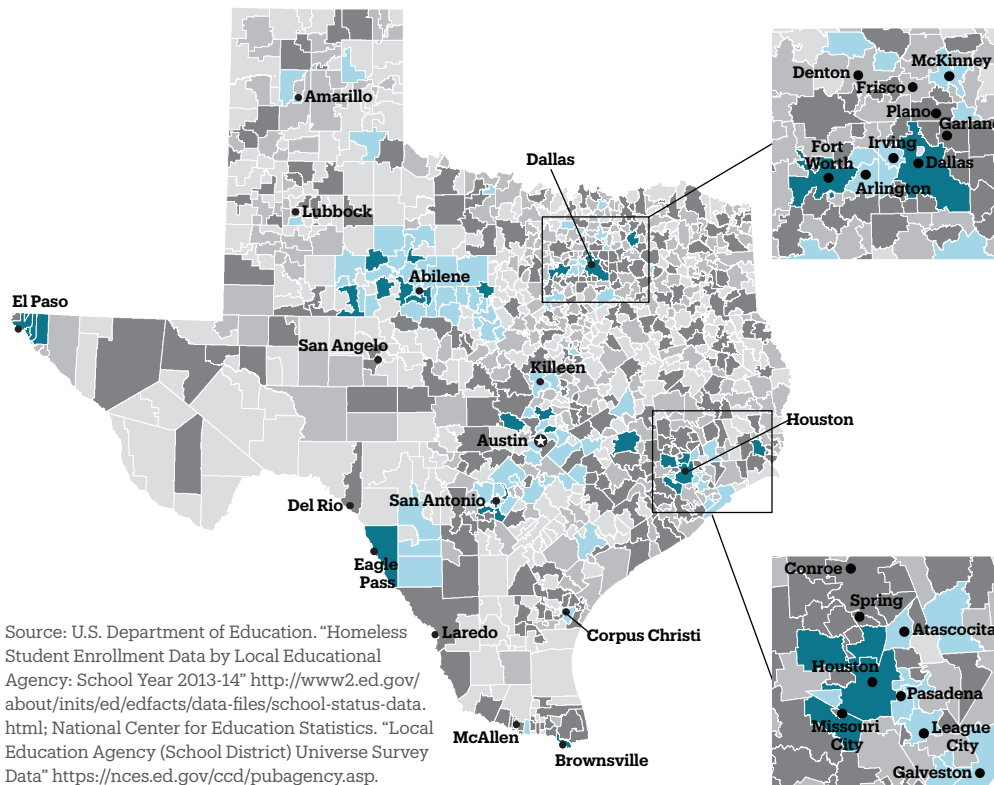 McKinney
Denton
Frisco
Plano
Garlan
Irving
Fort
Worth
Dallas
Arlington
Amarillo
Dallas
Lubbock
Abilene
El Paso
San Angelo
Killeen
Houston
Austin
Del Rio
San Antonio
Eagle
Pass
Conroe
Spring
Atascocita
Houston
Pasadena
Missouri
City
League
City
Galveston
Laredo
Corpus Christi
McAllen
Brownsville
Source: U.S. Department of Education. “Homeless
Student Enrollment Data by Local Educational
Agency: School Year 2013-14” http://www2.ed.gov/
about/inits/ed/edfacts/data-files/school-status-data.
html; National Center for Education Statistics. “Local
Education Agency (School District) Universe Survey
Data” https://nces.ed.gov/ccd/pubagency.asp.